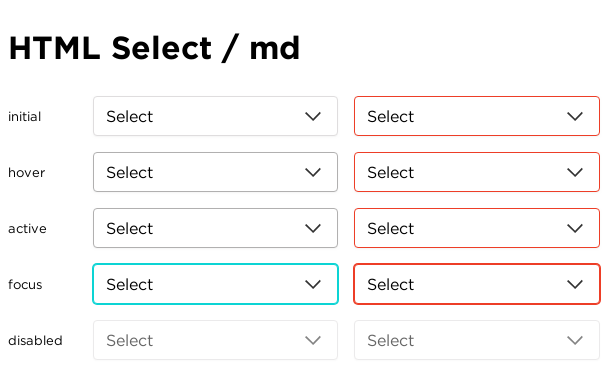 HTML Select / md
initial Select Select
hover Select Select
active Select Select
focus Select Select
disabled Select Select